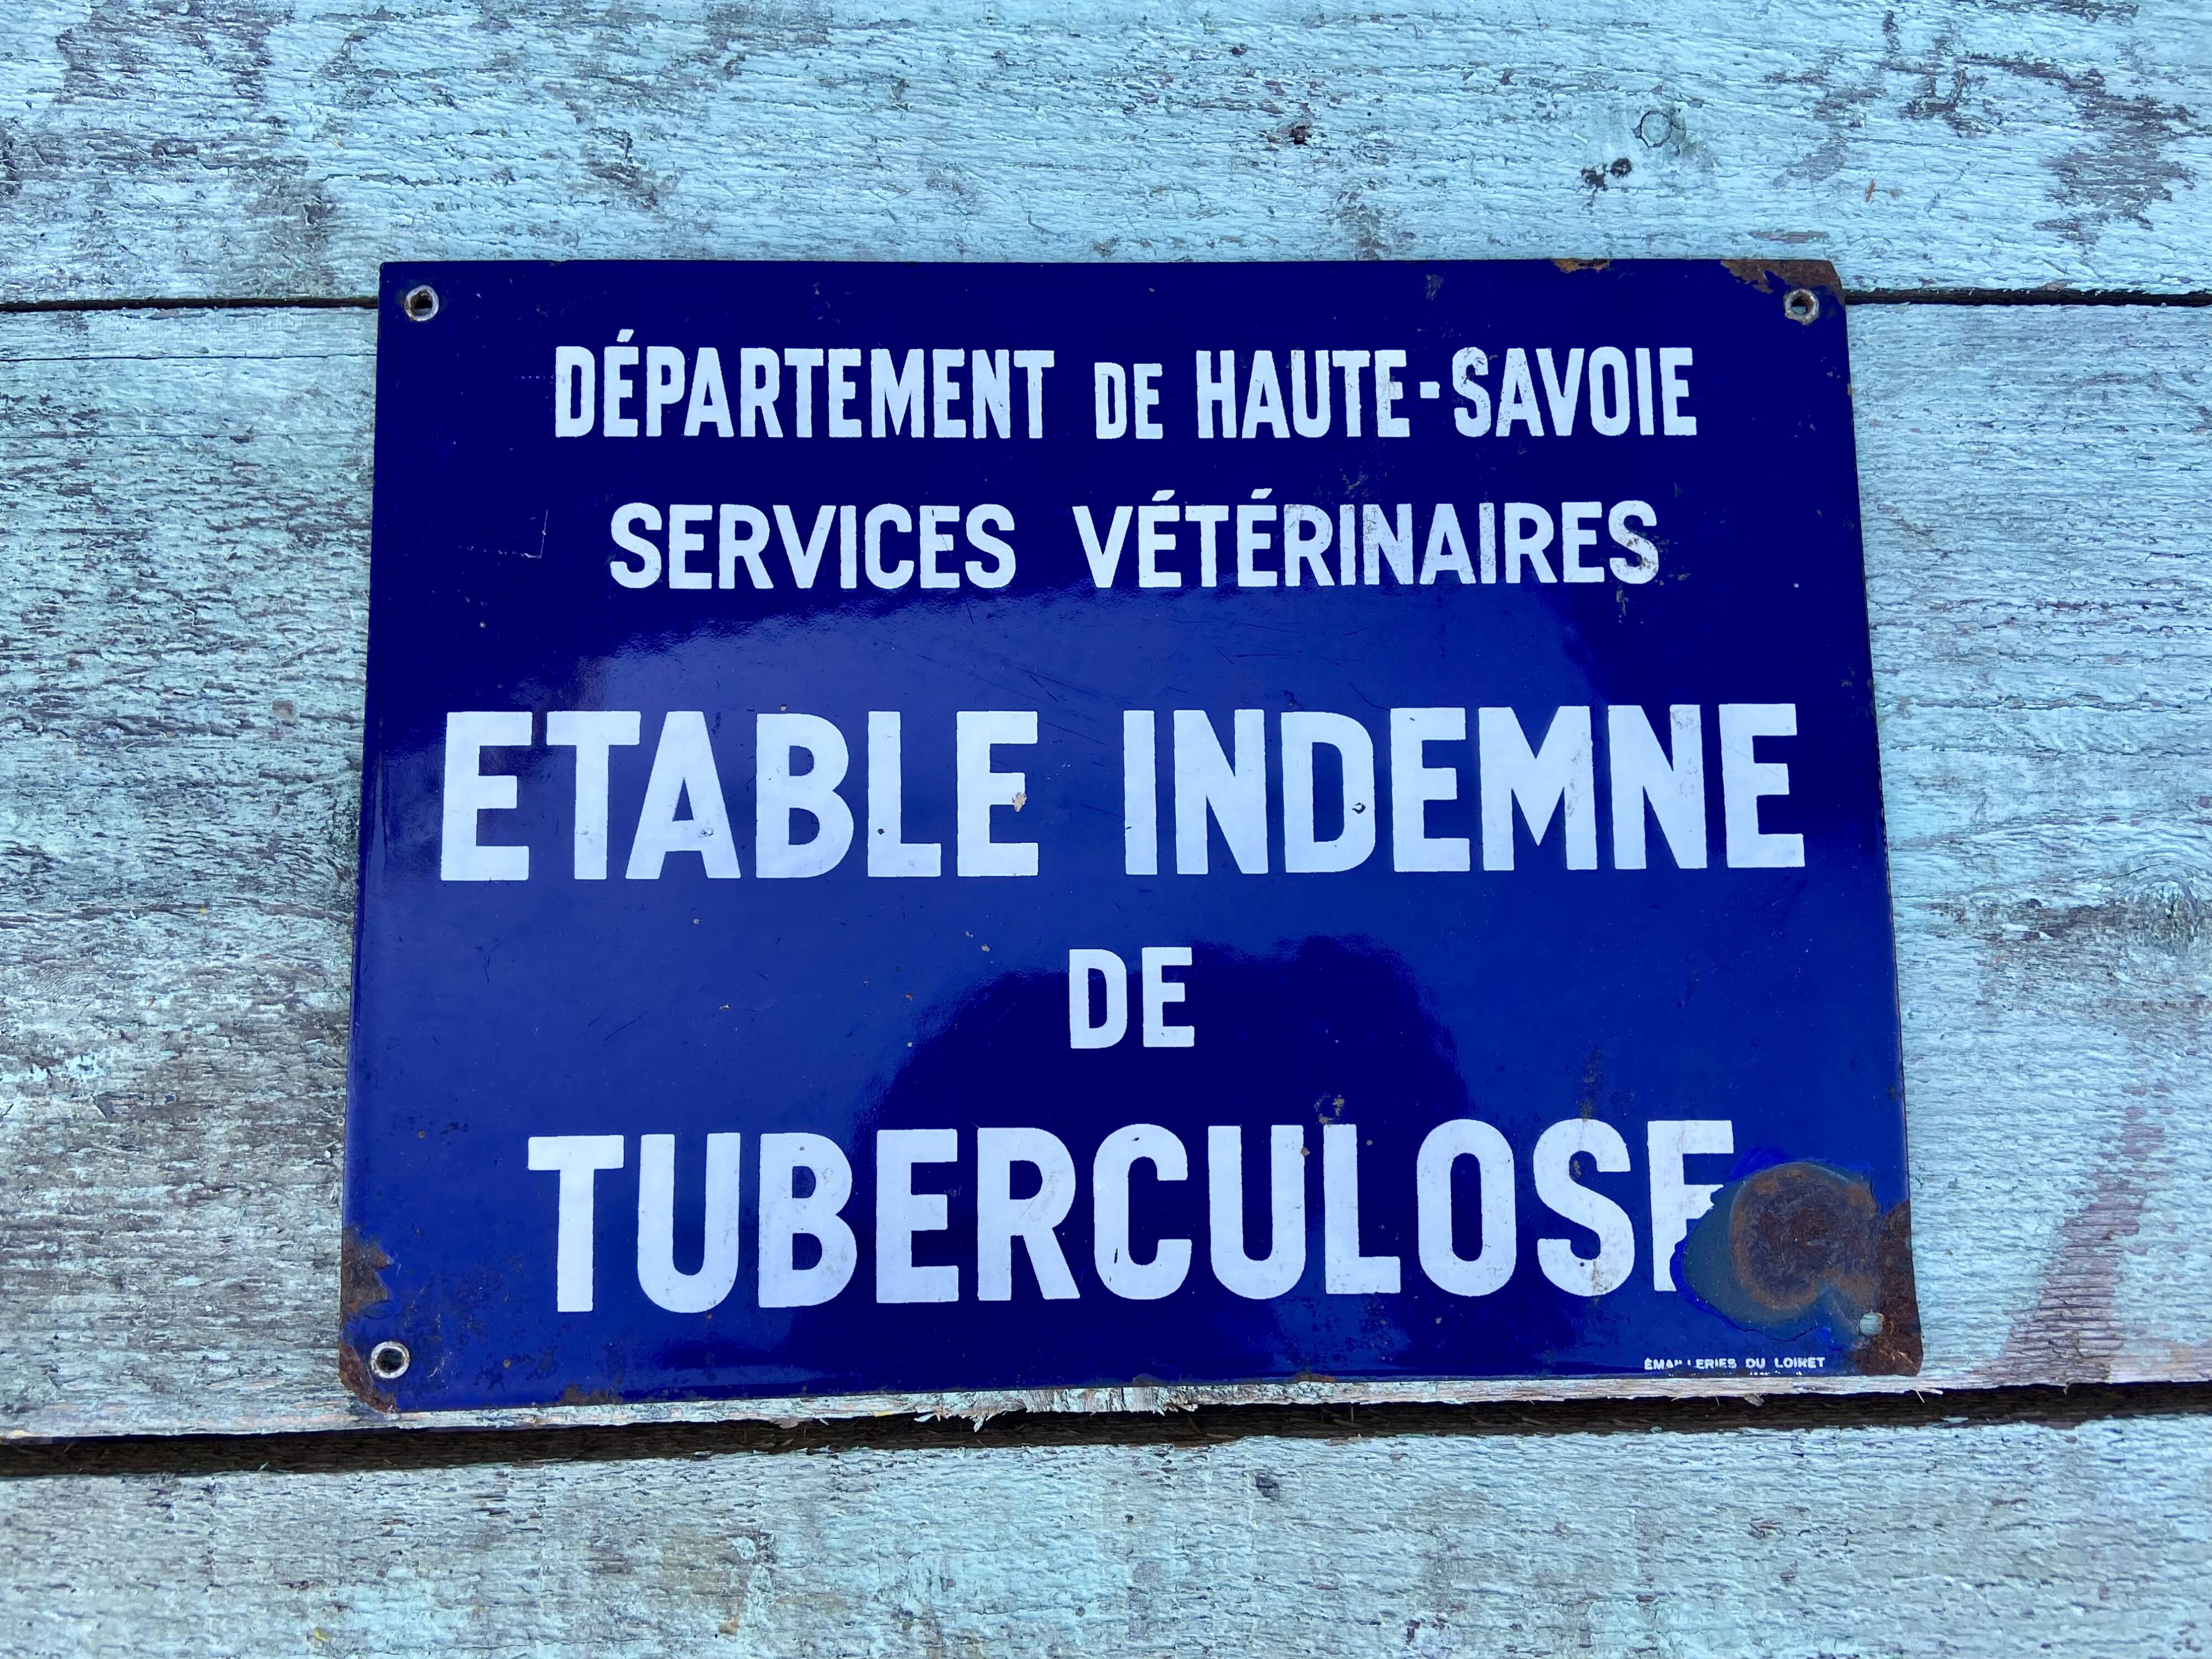 DÉPARTEMENT DE HAUTE-SAVOIE
SERVICES VÉTÉRINAIRES
ETABLE INDEMNE
DE
TUBERCULOSE
ÉMAILLERIES DU LOIRET